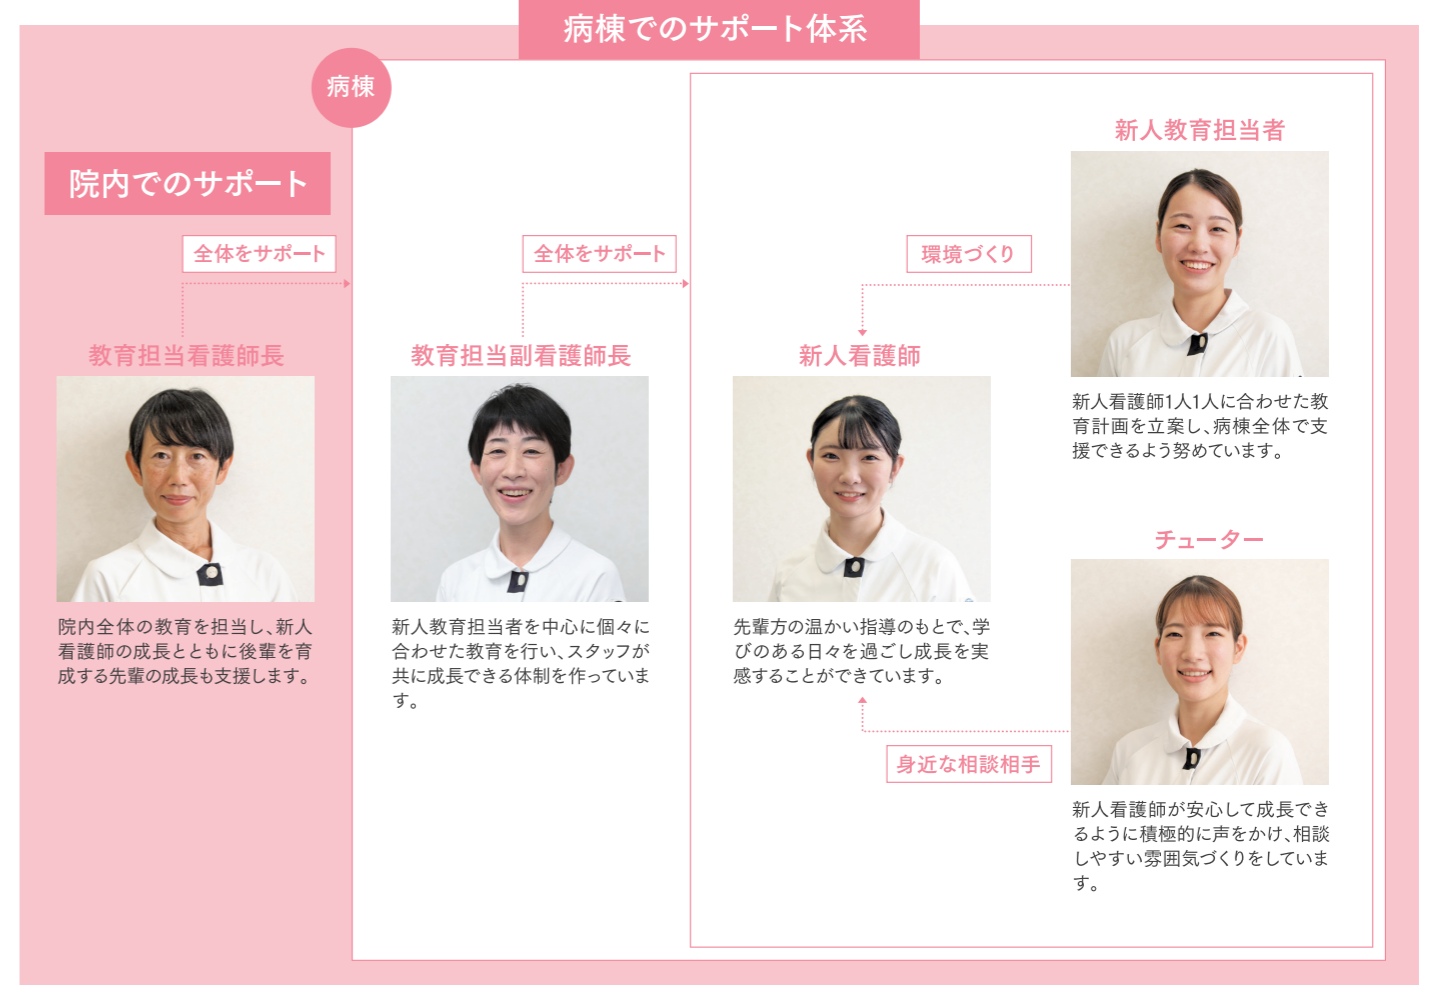 病棟でのサポート体系
病棟
院内でのサポート
全体をサポート
教育担当看護師長
院内全体の教育を担当し、新人
看護師の成長とともに後輩を育
成する先輩の成長も支援します。
全体をサポート
教育担当副看護師長
新人教育担当者を中心に個々に
合わせた教育を行い、スタッフが
共に成長できる体制を作っていま
す。
環境づくり
新人看護師
先輩方の温かい指導のもとで、学
びのある日々を過ごし成長を実
感することができています。
身近な相談相手
新人教育担当者
新人看護師1人1人に合わせた教
育計画を立案し、病棟全体で支
援できるよう努めています。
チューター
新人看護師が安心して成長でき
るように積極的に声をかけ、相談
しやすい雰囲気づくりをしていま
す。